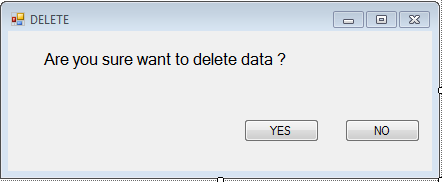 DELETE
Are you sure want to delete data ?
YES NO